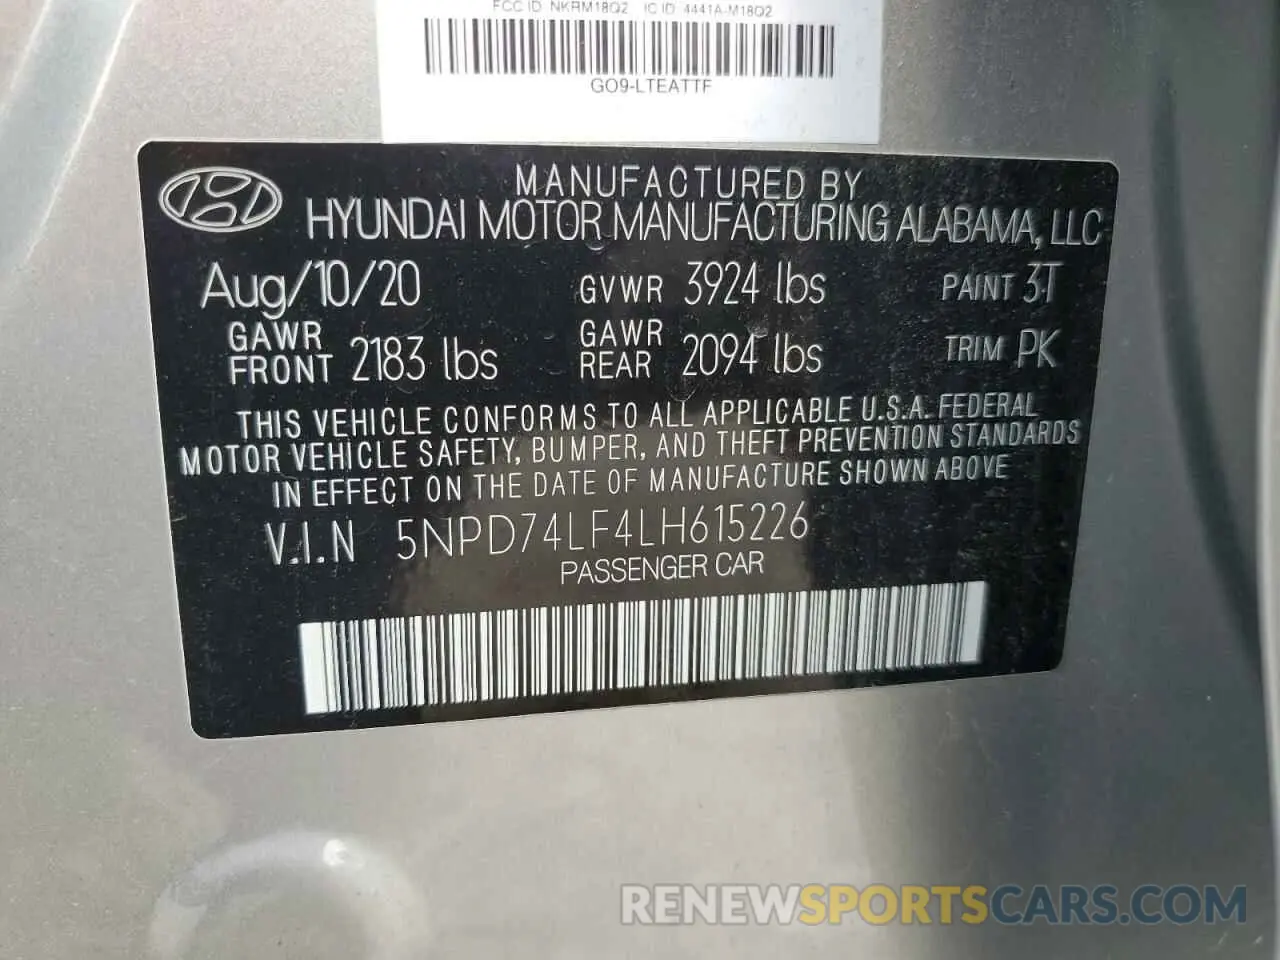 FCC ID NKRM18Q2 IC ID 4441A-M18Q2
GO9-LTEATTF
MANUFACTURED BY
HYUNDAI MOTOR MANUFACTURING ALABAMA, LLC
Aug/10/20 GVWR 3924 lbs PAINT 3T
GAWR FRONT 2183 lbs GAWR REAR 2094 lbs TRIM PK
THIS VEHICLE CONFORMS TO ALL APPLICABLE U.S.A. FEDERAL
MOTOR VEHICLE SAFETY, BUMPER, AND THEFT PREVENTION STANDARDS
IN EFFECT ON THE DATE OF MANUFACTURE SHOWN ABOVE
V.I.N 5NPD74LF4LH615226
PASSENGER CAR
RENEWSPORTSCARS.COM